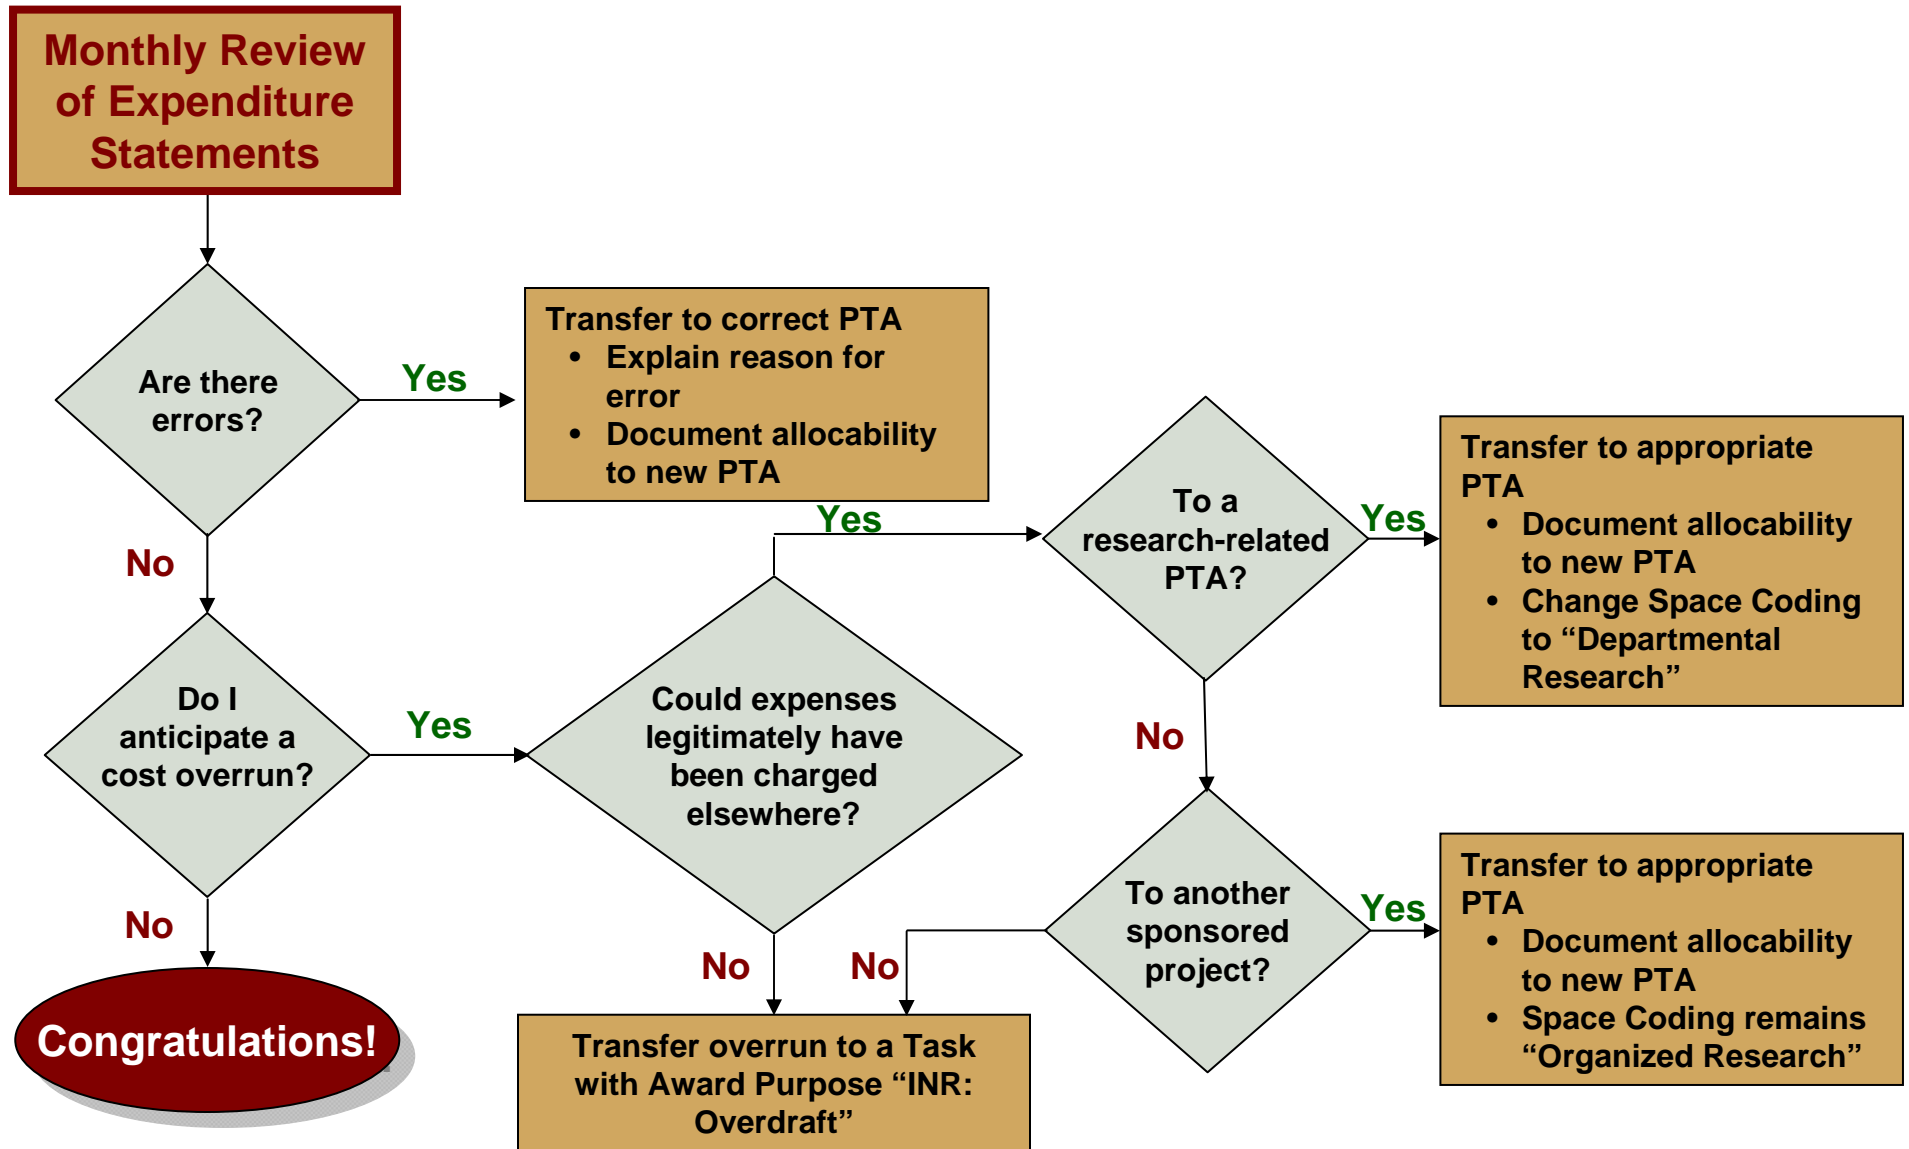 Monthly Review
of Expenditure
Statements
Are there
errors?
Yes
Transfer to correct PTA
• Explain reason for
error
• Document allocability
to new PTA
No
Do I
anticipate a
cost overrun?
Yes
Could expenses
legitimately have
been charged
elsewhere?
Yes
To a
research-related
PTA?
Yes
Transfer to appropriate
PTA
• Document allocability
to new PTA
• Change Space Coding
to “Departmental
Research”
No
To another
sponsored
project?
Yes
Transfer to appropriate
PTA
• Document allocability
to new PTA
• Space Coding remains
“Organized Research”
No
No
Transfer overrun to a Task
with Award Purpose “INR:
Overdraft”
No
Congratulations!